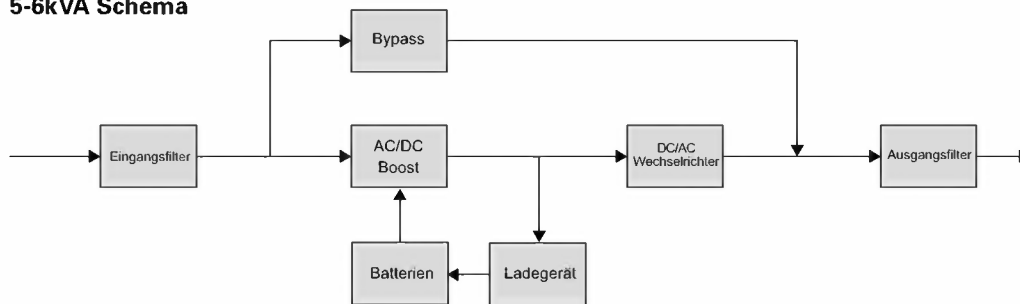 5-6kVA Schema
Bypass
Eingangsfilter
AC/DC
Boost
DC/AC
Wechselrichter
Ausgangsfilter
Batterien
Ladegerät